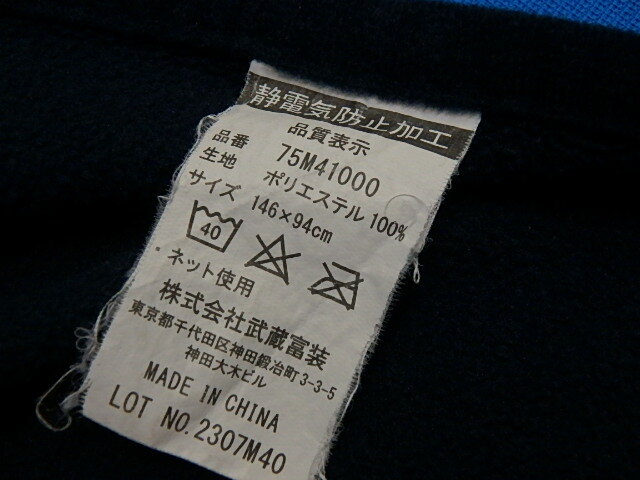 静電気防止加工
品質表示
品番 75M41000
生地 ポリエステル 100%
サイズ 146×94cm
40
・ネット使用
株式会社武蔵富装
東京都千代田区神田鍛冶町3-3-5
神田大木ビル
MADE IN CHINA
LOT NO.2307M40